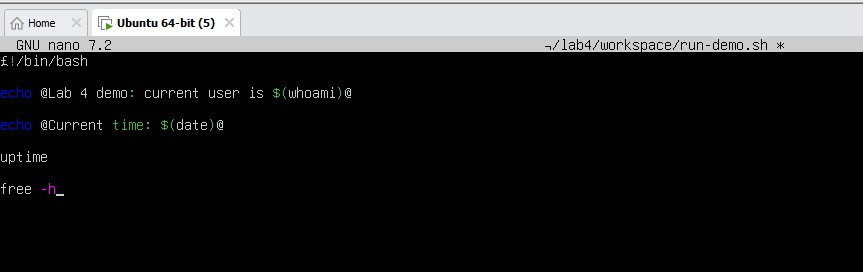 Home
Ubuntu 64-bit (5)
GNU nano 7.2 ¬/lab4/workspace/run-demo.sh *
£!/bin/bash
echo @Lab 4 demo: current user is $(whoami)@
echo @Current time: $(date)@
uptime
free -h